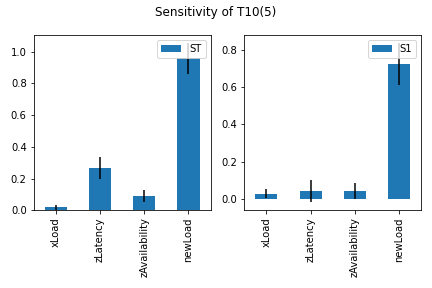 Sensitivity of T10(5)
ST
1.0
0.8
0.6
0.4
0.2
0.0
xLoad
zLatency
zAvailability
newLoad
S1
0.8
0.6
0.4
0.2
0.0
xLoad
zLatency
zAvailability
newLoad